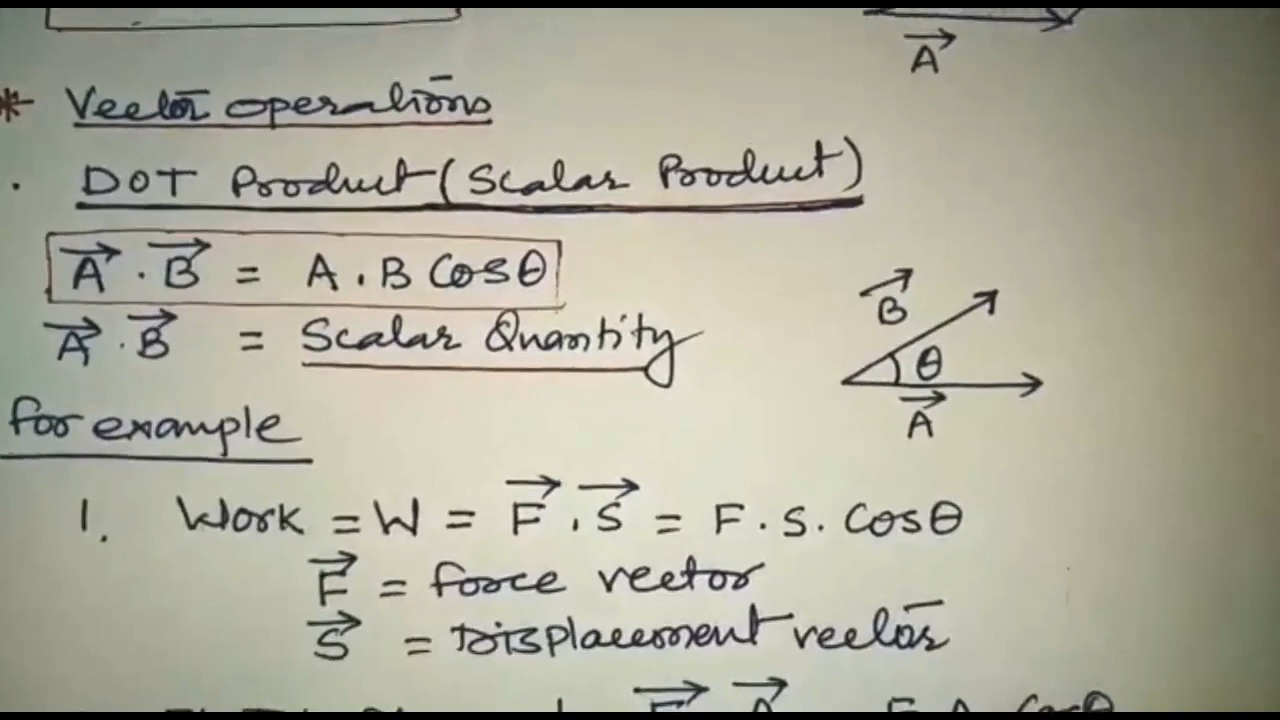 A⃗
* Vector operations
· DOT Product (Scalar Product)
A⃗ . B⃗ = A . B Cosθ
A⃗ . B⃗ = Scalar Quantity
B⃗
θ
A⃗
for example
1. Work = W = F⃗ . S⃗ = F . S . Cosθ
F⃗ = force vector
S⃗ = Displacement vector